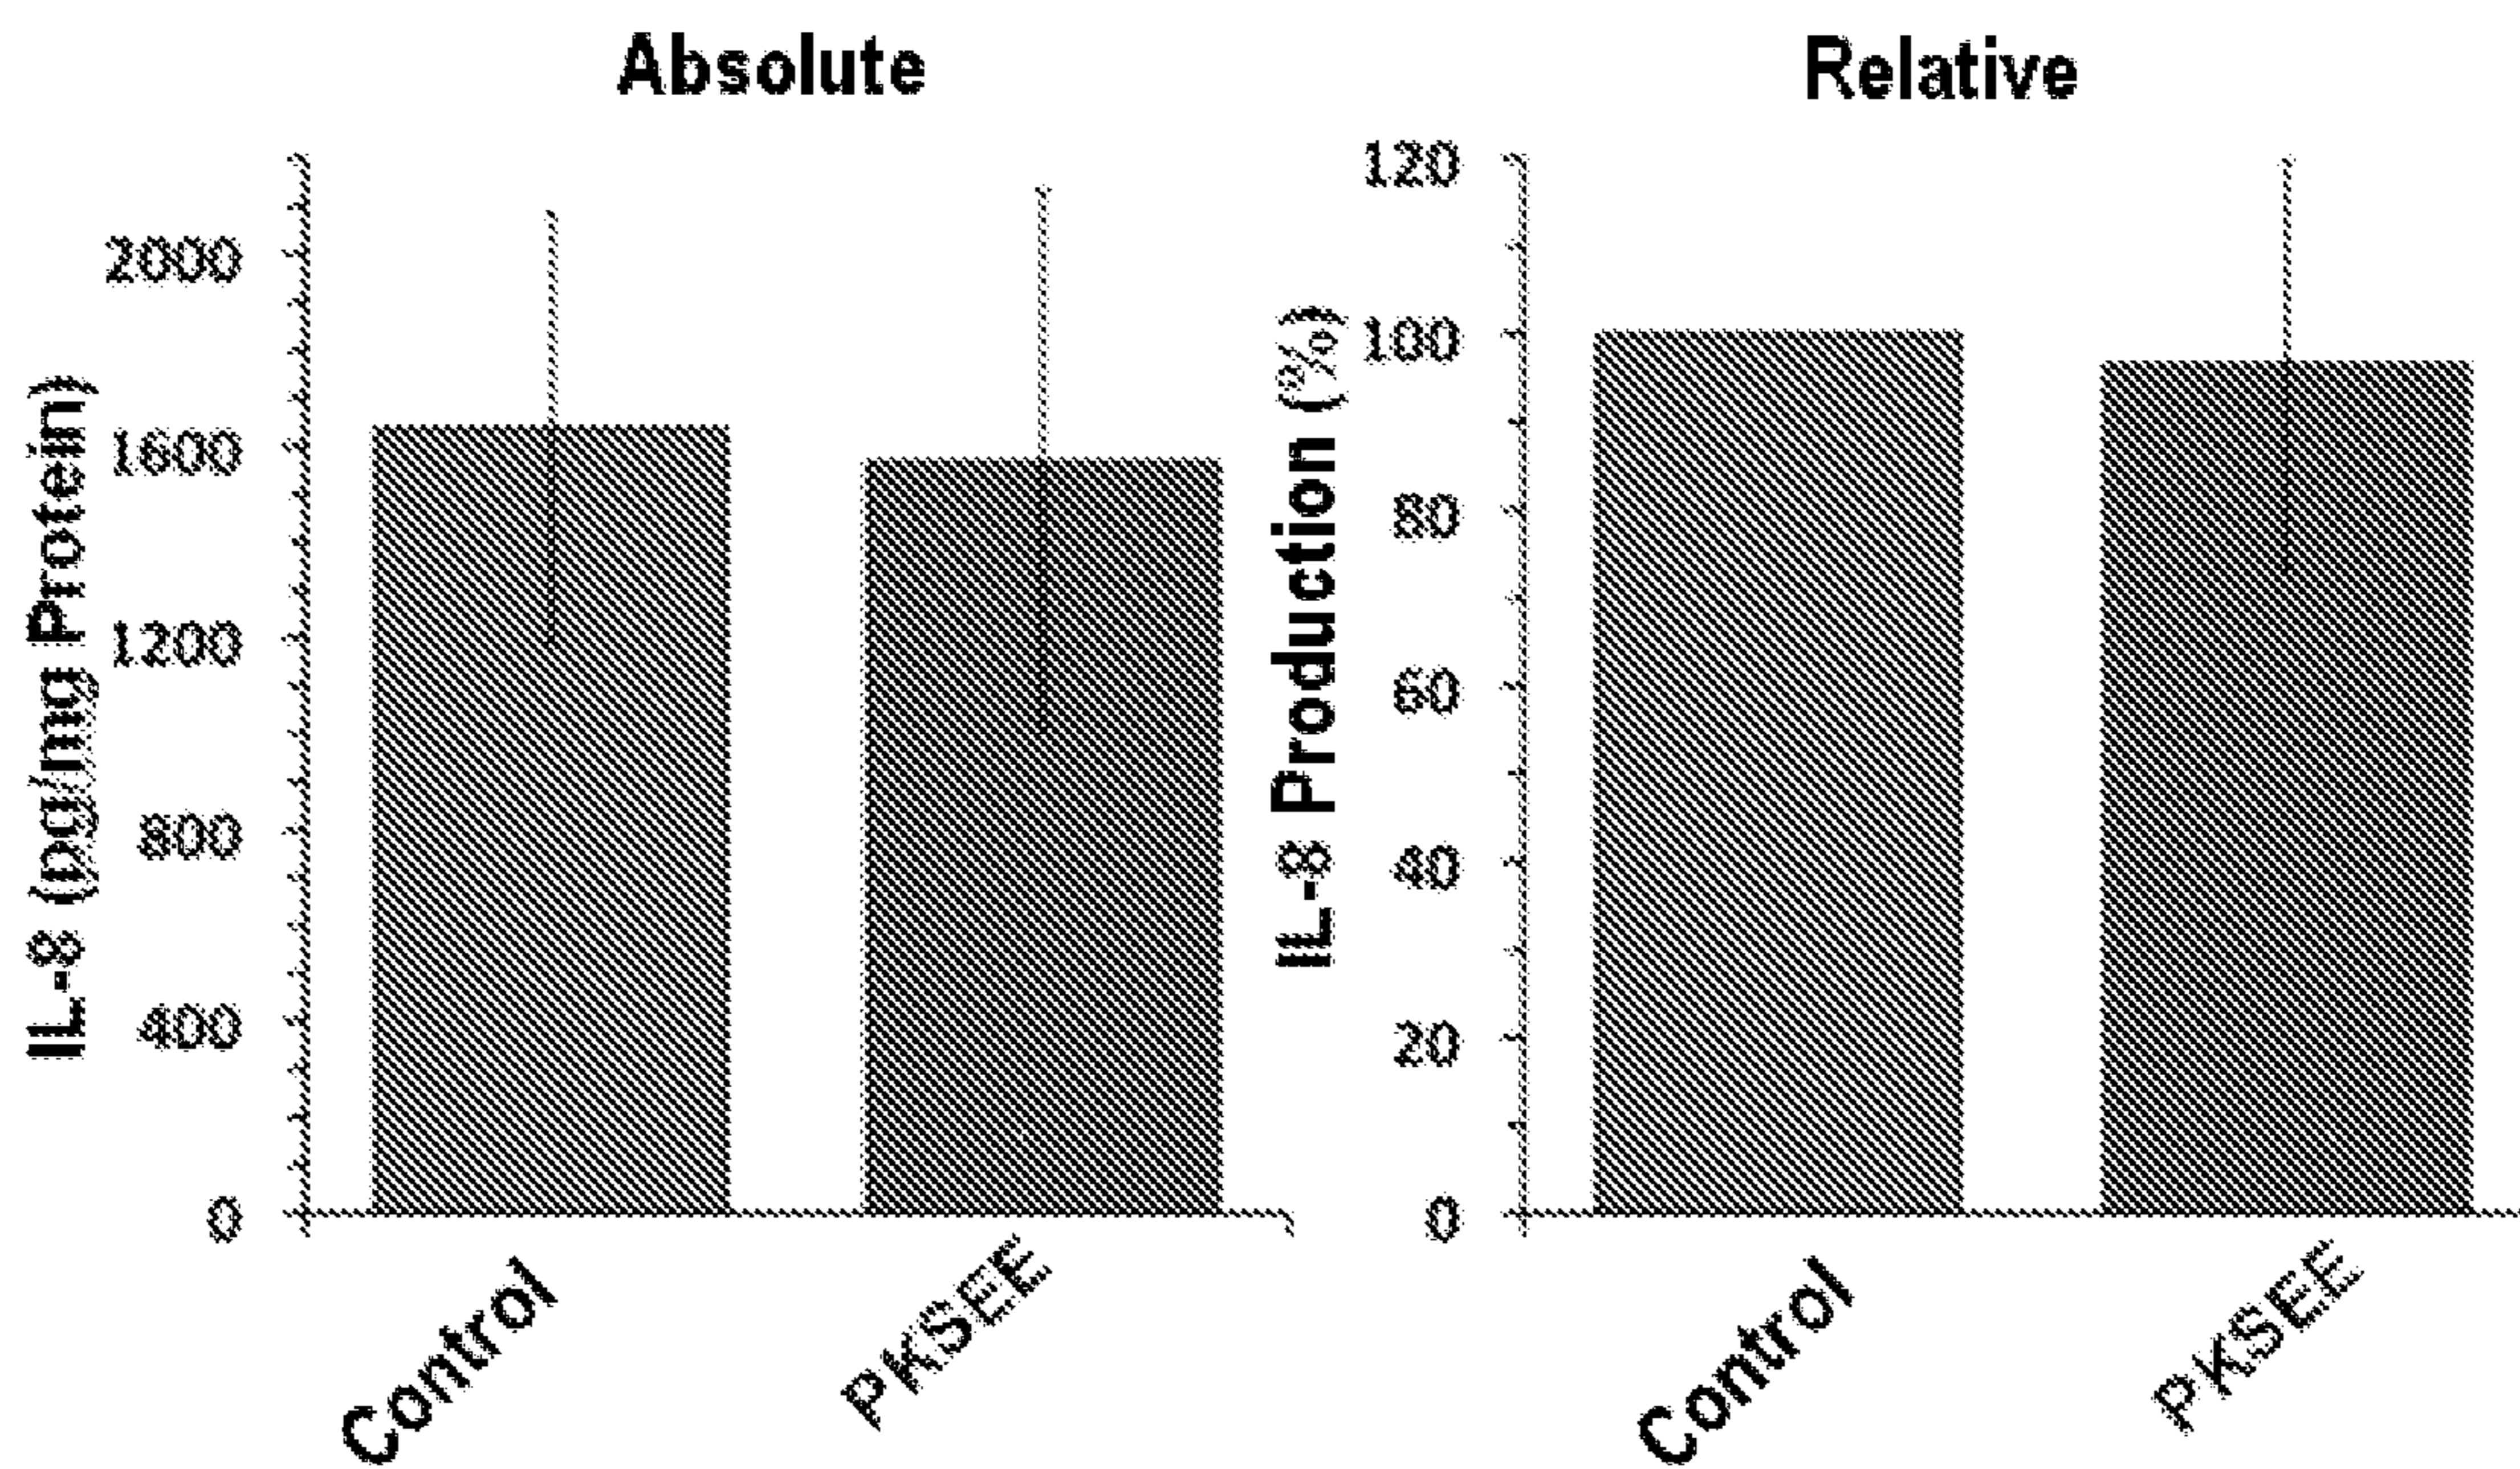 Absolute
IL-8 (pg/mg Protein)
2000
1600
1200
800
400
0
Control
PKSEE
Relative
IL-8 Production (%)
120
100
80
60
40
20
0
Control
PKSEE